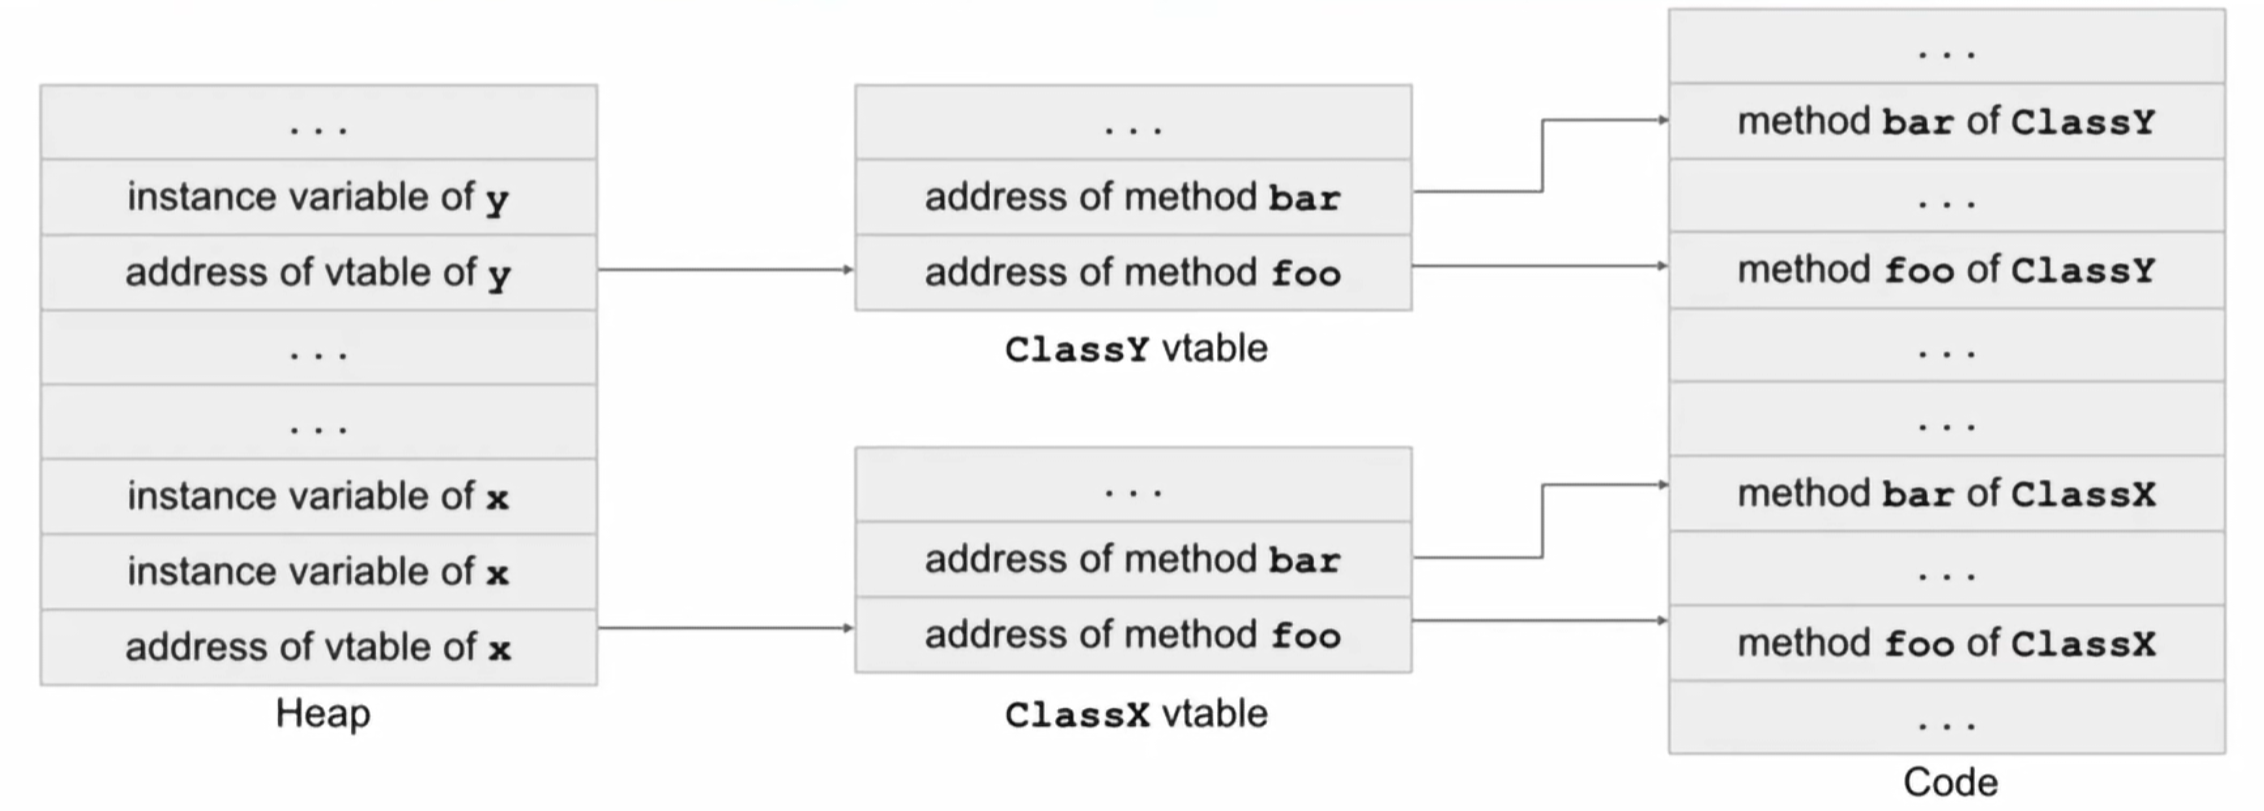 . . .
instance variable of y
address of vtable of y
. . .
. . .
instance variable of x
instance variable of x
address of vtable of x
Heap
. . .
address of method bar
address of method foo
ClassY vtable
. . .
address of method bar
address of method foo
ClassX vtable
. . .
method bar of ClassY
. . .
method foo of ClassY
. . .
. . .
method bar of ClassX
. . .
method foo of ClassX
. . .
Code